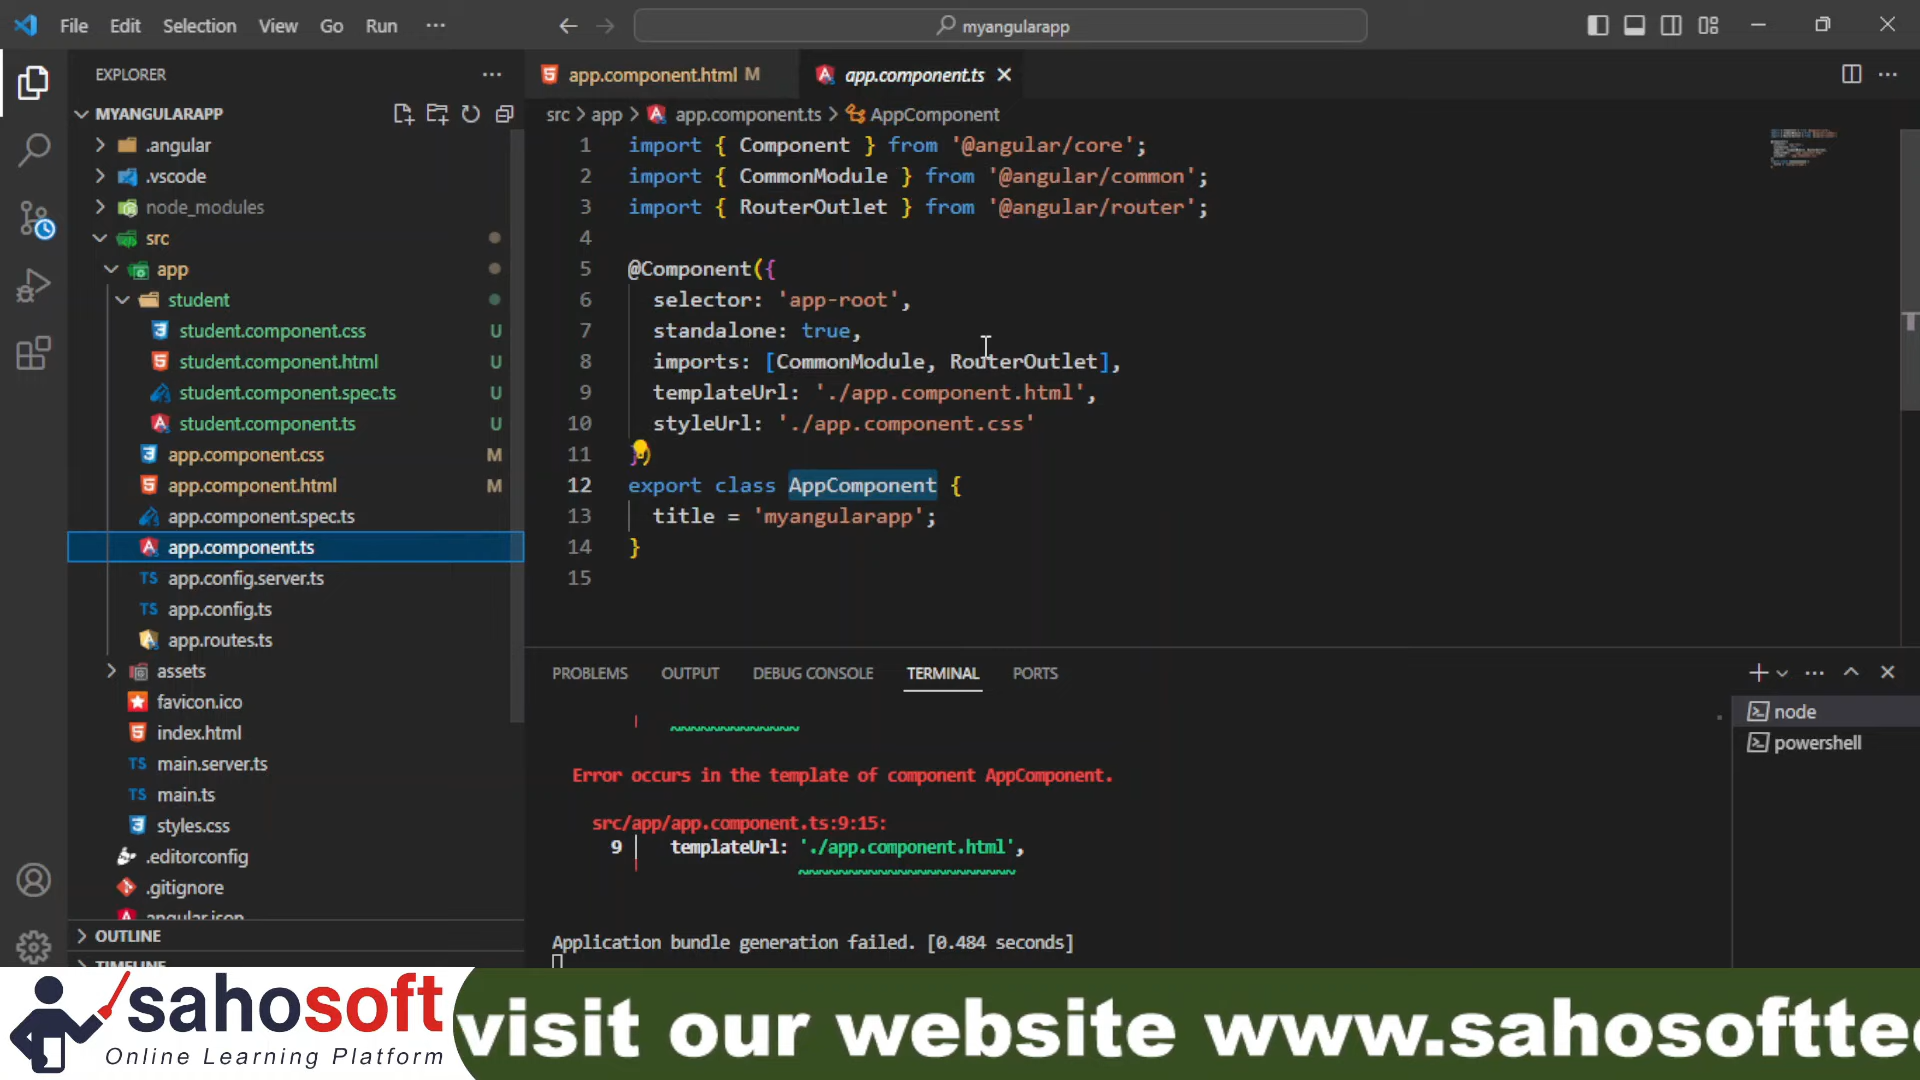 File Edit Selection View Go Run ···
myangularapp
EXPLORER ···
MYANGULARAPP
.angular
.vscode
node_modules
src
app
student
student.component.css U
student.component.html U
student.component.spec.ts U
student.component.ts U
app.component.css M
app.component.html M
app.component.spec.ts
app.component.ts
app.config.server.ts
app.config.ts
app.routes.ts
assets
favicon.ico
index.html
main.server.ts
main.ts
styles.css
.editorconfig
.gitignore
angular.json
OUTLINE
TIMELINE
app.component.html M
app.component.ts
src > app > app.component.ts > AppComponent
1 import { Component } from '@angular/core';
2 import { CommonModule } from '@angular/common';
3 import { RouterOutlet } from '@angular/router';
4
5 @Component({
6 selector: 'app-root',
7 standalone: true,
8 imports: [CommonModule, RouterOutlet],
9 templateUrl: './app.component.html',
10 styleUrl: './app.component.css'
11 })
12 export class AppComponent {
13 title = 'myangularapp';
14 }
15
PROBLEMS OUTPUT DEBUG CONSOLE TERMINAL PORTS
Error occurs in the template of component AppComponent.
src/app/app.component.ts:9:15:
9 │ templateUrl: './app.component.html',
~~~~~~~~~~~~~~~~~~~~~~
Application bundle generation failed. [0.484 seconds]
node
powershell
sahosoft
Online Learning Platform
visit our website www.sahosofttec